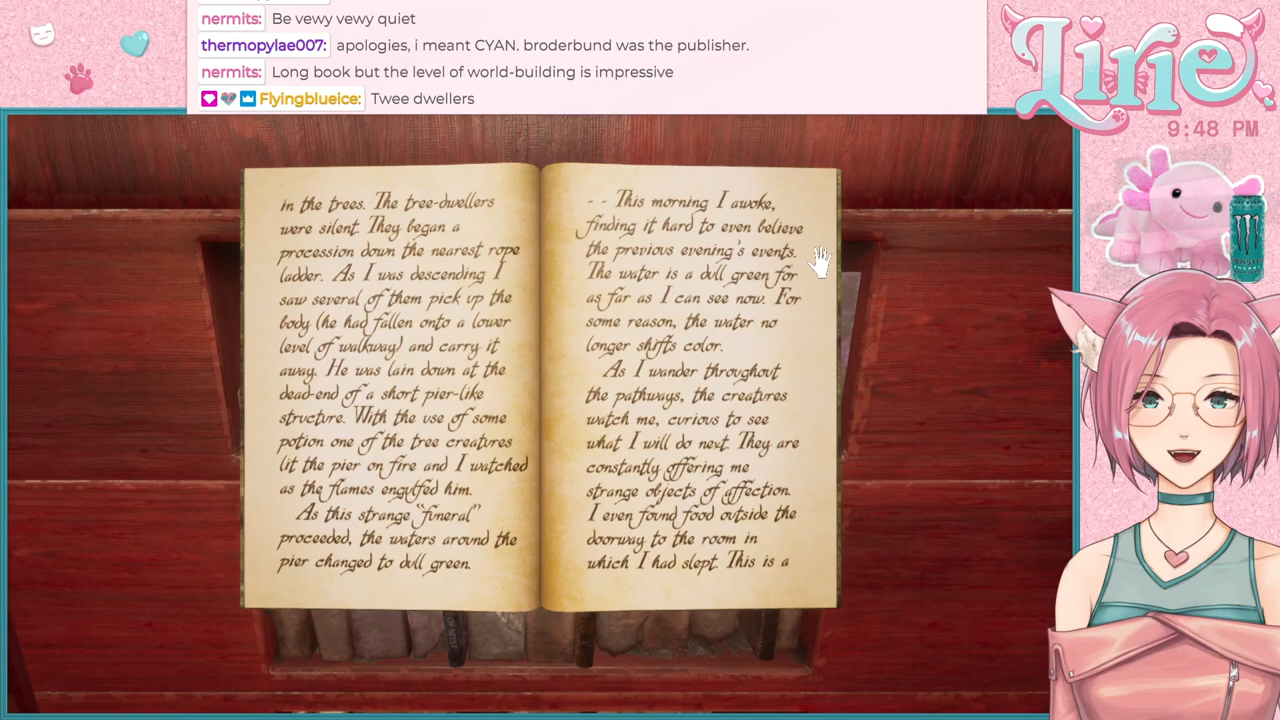 nermits: Be vewy vewy quiet
thermopylae007: apologies, i meant CYAN. broderbund was the publisher.
nermits: Long book but the level of world-building is impressive
Flyingblueice: Twee dwellers
Lirie
9:48 PM
in the trees. The tree-dwellers
were silent. They began a
procession down the nearest rope
ladder. As I was descending I
saw several of them pick up the
body (he had fallen onto a lower
level of walkway) and carry it
away. He was lain down at the
dead-end of a short pier-like
structure. With the use of some
potion one of the tree creatures
lit the pier on fire and I watched
as the flames engulfed him.
As this strange "funeral"
proceeded, the waters around the
pier changed to dull green.
- - This morning I awoke,
finding it hard to even believe
the previous evening's events.
The water is a dull green for
as far as I can see now. For
some reason, the water no
longer shifts color.
As I wander throughout
the pathways, the creatures
watch me, curious to see
what I will do next. They are
constantly offering me
strange objects of affection.
I even found food outside the
doorway to the room in
which I had slept. This is a